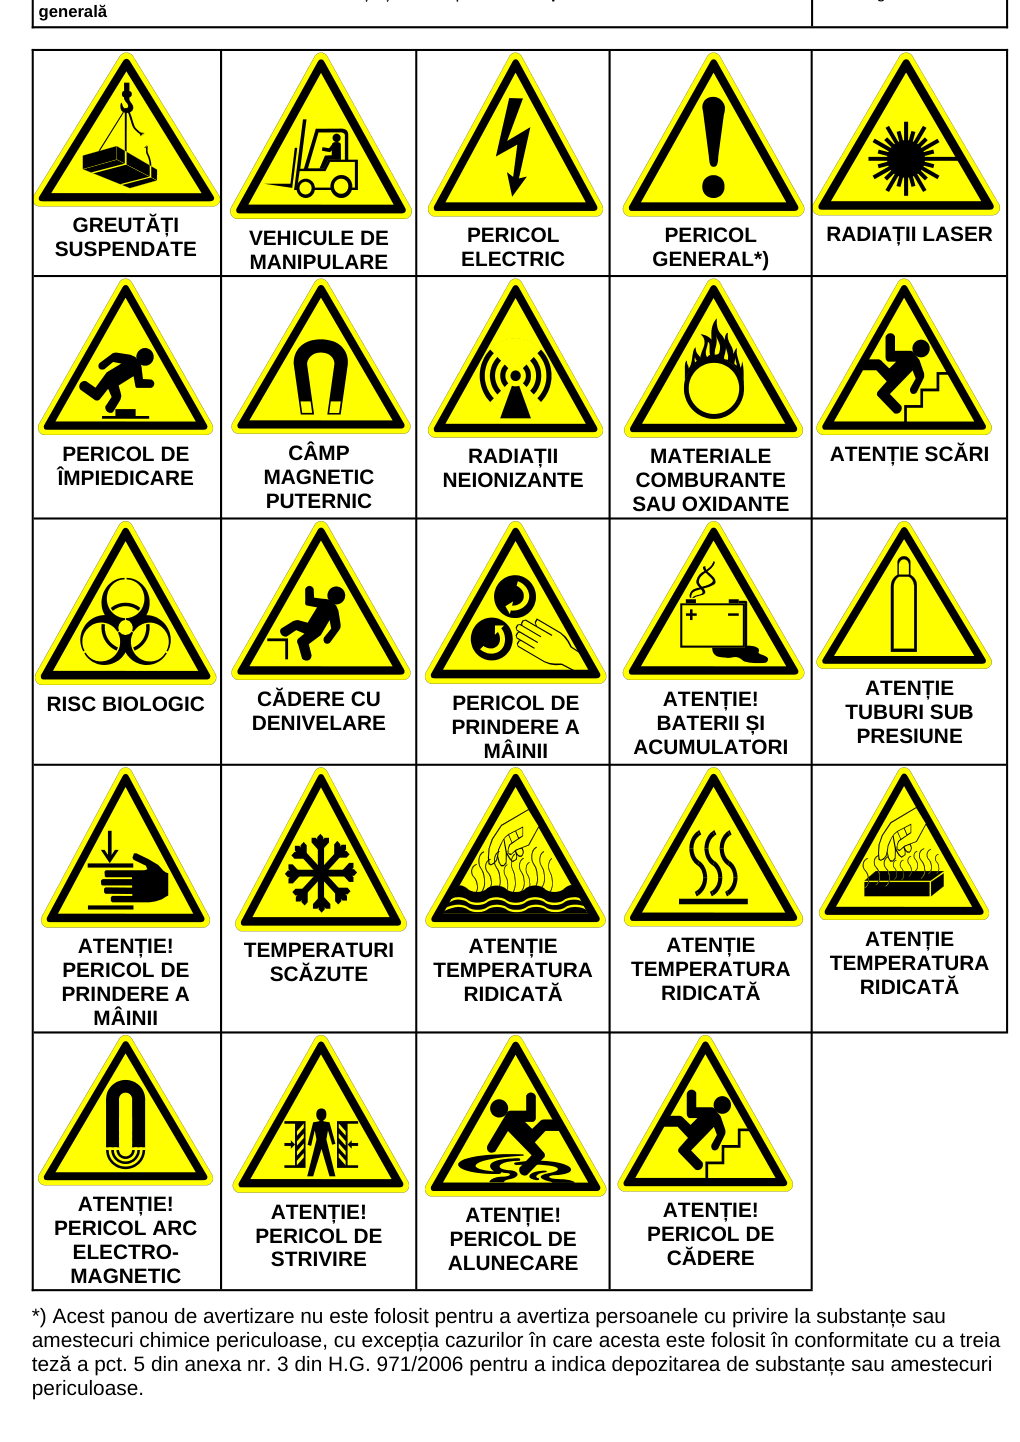 generală
GREUTĂȚI
SUSPENDATE
VEHICULE DE
MANIPULARE
PERICOL
ELECTRIC
PERICOL
GENERAL*)
RADIAȚII LASER
PERICOL DE
ÎMPIEDICARE
CÂMP
MAGNETIC
PUTERNIC
RADIAȚII
NEIONIZANTE
MATERIALE
COMBURANTE
SAU OXIDANTE
ATENȚIE SCĂRI
RISC BIOLOGIC
CĂDERE CU
DENIVELARE
PERICOL DE
PRINDERE A
MÂINII
ATENȚIE!
BATERII ȘI
ACUMULATORI
ATENȚIE
TUBURI SUB
PRESIUNE
ATENȚIE!
PERICOL DE
PRINDERE A
MÂINII
TEMPERATURI
SCĂZUTE
ATENȚIE
TEMPERATURA
RIDICATĂ
ATENȚIE
TEMPERATURA
RIDICATĂ
ATENȚIE
TEMPERATURA
RIDICATĂ
ATENȚIE!
PERICOL ARC
ELECTRO-
MAGNETIC
ATENȚIE!
PERICOL DE
STRIVIRE
ATENȚIE!
PERICOL DE
ALUNECARE
ATENȚIE!
PERICOL DE
CĂDERE
*) Acest panou de avertizare nu este folosit pentru a avertiza persoanele cu privire la substanțe sau
amestecuri chimice periculoase, cu excepția cazurilor în care acesta este folosit în conformitate cu a treia
teză a pct. 5 din anexa nr. 3 din H.G. 971/2006 pentru a indica depozitarea de substanțe sau amestecuri
periculoase.